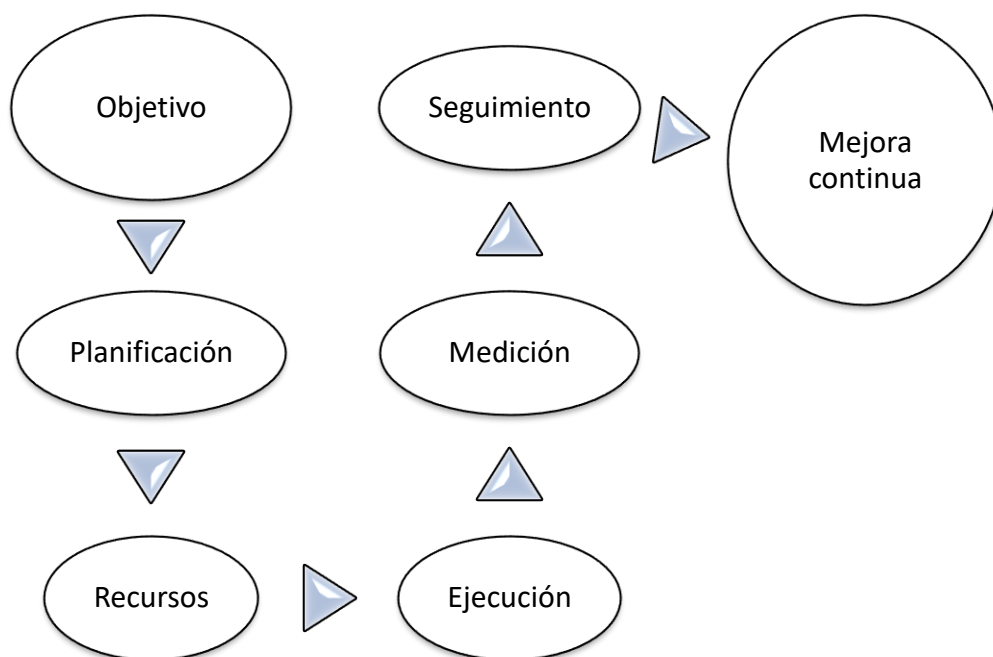 Objetivo
Planificación
Recursos
Ejecución
Medición
Seguimiento
Mejora
continua